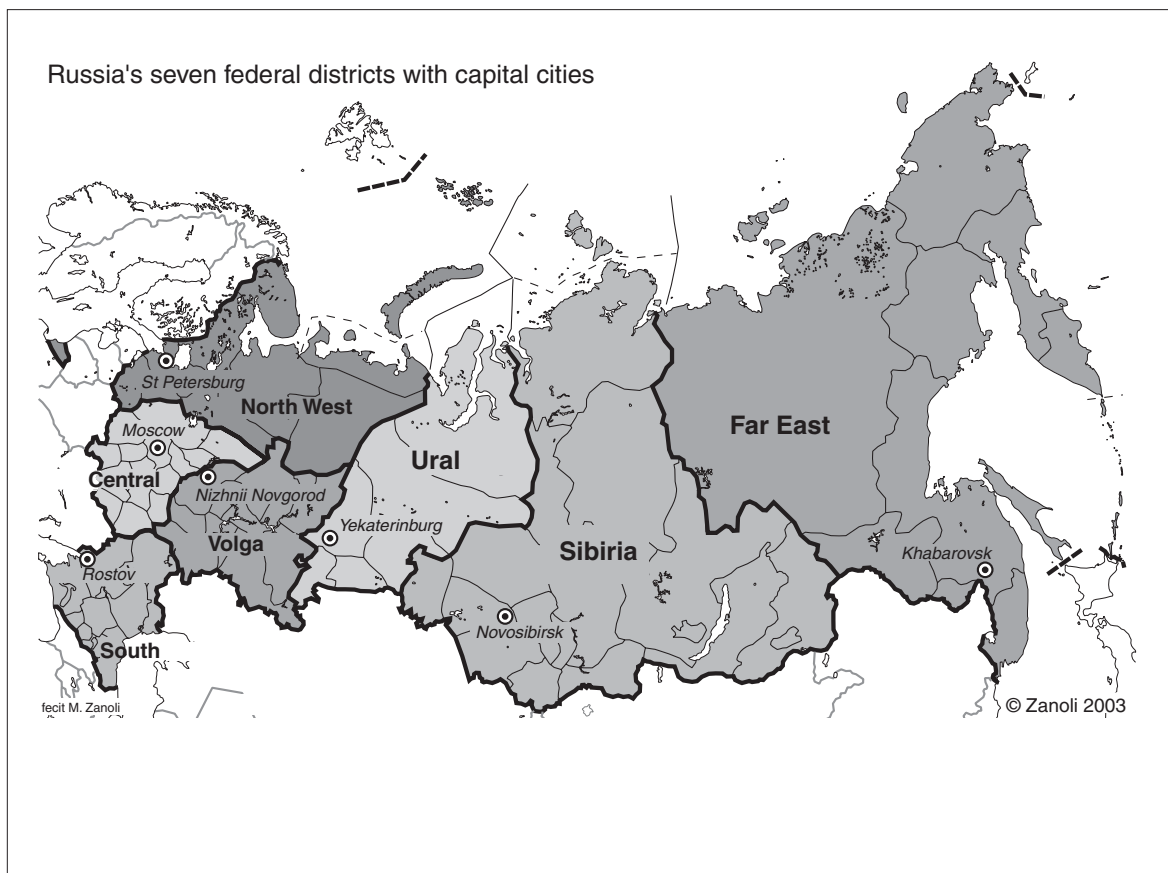 Russia's seven federal districts with capital cities
St Petersburg
North West
Moscow
Central
Nizhnii Novgorod
Volga
Ural
Yekaterinburg
Rostov
South
Sibiria
Novosibirsk
Far East
Khabarovsk
fecit M. Zanoli
© Zanoli 2003